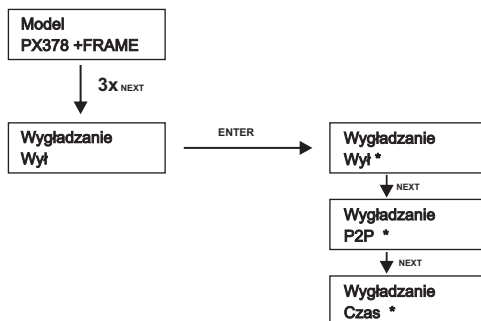 Model
PX378 +FRAME
3x NEXT
Wygładzanie
Wył
ENTER
Wygładzanie
Wył *
NEXT
Wygładzanie
P2P *
NEXT
Wygładzanie
Czas *